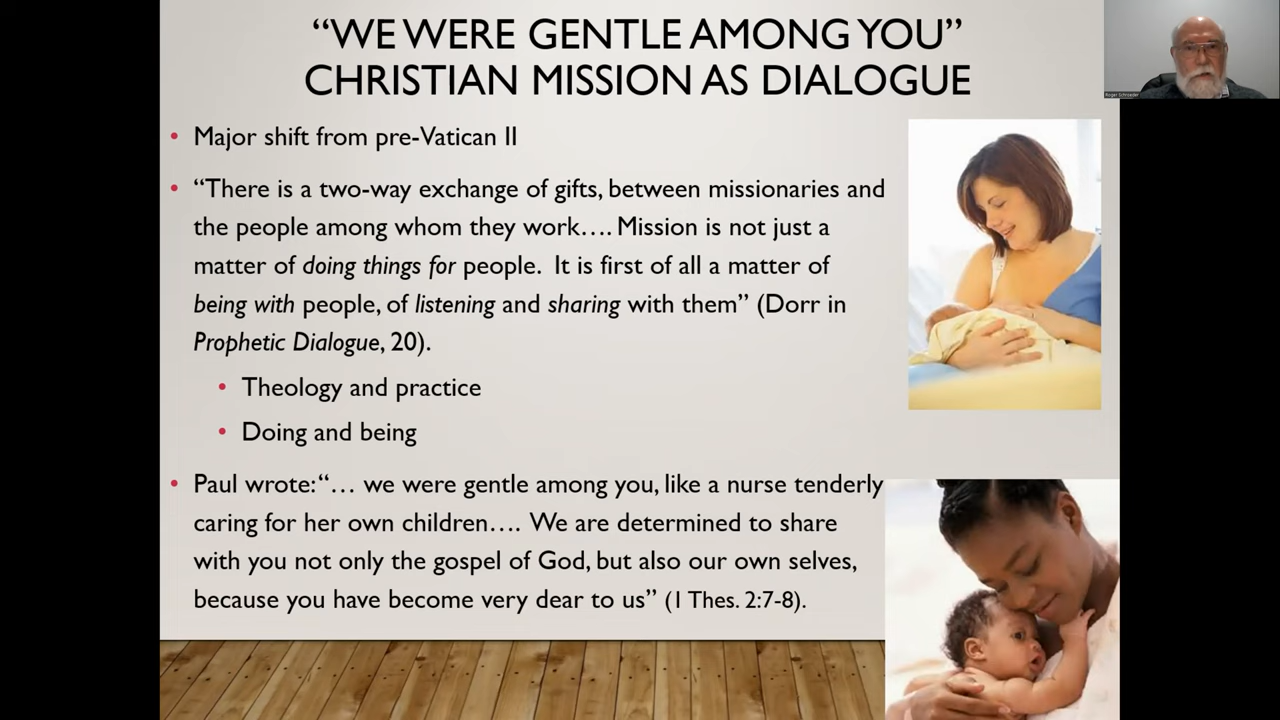 “WE WERE GENTLE AMONG YOU”
CHRISTIAN MISSION AS DIALOGUE
• Major shift from pre-Vatican II
• “There is a two-way exchange of gifts, between missionaries and
the people among whom they work…. Mission is not just a
matter of doing things for people.  It is first of all a matter of
being with people, of listening and sharing with them” (Dorr in
Prophetic Dialogue, 20).
• Theology and practice
• Doing and being
• Paul wrote: “… we were gentle among you, like a nurse tenderly
caring for her own children….  We are determined to share
with you not only the gospel of God, but also our own selves,
because you have become very dear to us” (1 Thes. 2:7-8).
Roger Schroeder